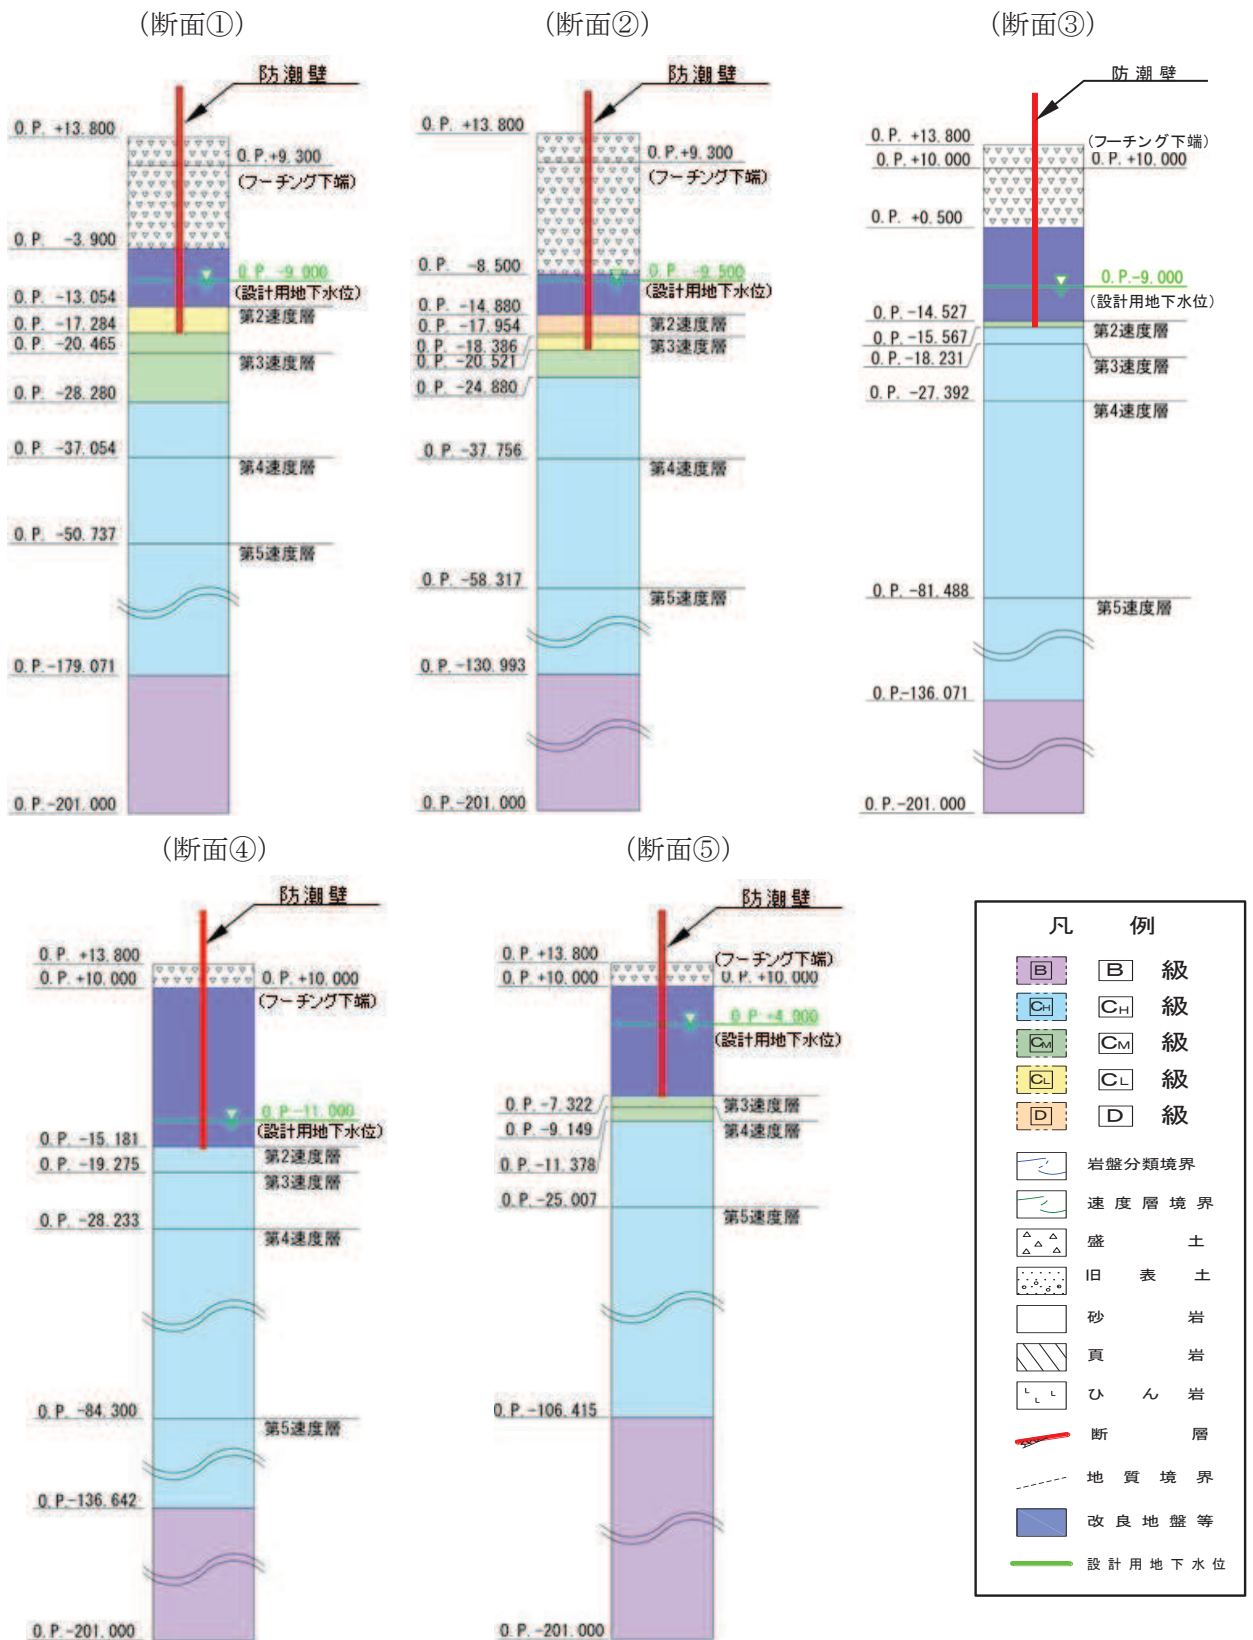 (断面①)
防潮壁
O.P. +13.800
O.P.+9.300
(フーチング下端)
O.P. -3.900
O.P. -9.000
(設計用地下水位)
O.P. -13.054
第2速度層
O.P. -17.284
O.P. -20.465
第3速度層
O.P. -28.280
O.P. -37.054
第4速度層
O.P. -50.737
第5速度層
O.P.-179.071
O.P.-201.000
(断面②)
防潮壁
O.P. +13.800
O.P.+9.300
(フーチング下端)
O.P. -8.500
O.P. -9.500
(設計用地下水位)
O.P. -14.880
第2速度層
O.P. -17.954
第3速度層
O.P. -18.386
O.P. -20.521
O.P. -24.880
O.P. -37.756
第4速度層
O.P. -58.317
第5速度層
O.P. -130.993
O.P.-201.000
(断面③)
防潮壁
O.P. +13.800
(フーチング下端)
O.P. +10.000
O.P. +10.000
O.P. +0.500
O.P.-9.000
(設計用地下水位)
O.P. -14.527
第2速度層
O.P. -15.567
O.P. -18.231
第3速度層
O.P. -27.392
第4速度層
O.P. -81.488
第5速度層
O.P.-136.071
O.P.-201.000
(断面④)
防潮壁
O.P. +13.800
O.P. +10.000
O.P. +10.000
(フーチング下端)
O.P.-11.000
(設計用地下水位)
O.P. -15.181
第2速度層
O.P. -19.275
第3速度層
O.P. -28.233
第4速度層
O.P. -84.300
第5速度層
O.P.-136.642
O.P.-201.000
(断面⑤)
防潮壁
O.P. +13.800
(フーチング下端)
O.P. +10.000
O.P. +10.000
O.P. +4.000
(設計用地下水位)
O.P. -7.322
第3速度層
O.P. -9.149
第4速度層
O.P. -11.378
O.P. -25.007
第5速度層
O.P. -106.415
O.P.-201.000
凡 例
B B 級
CH CH 級
CM CM 級
CL CL 級
D D 級
岩盤分類境界
速度層境界
盛 土
旧表土
砂 岩
頁 岩
ひん岩
断 層
地質境界
改良地盤等
設計用地下水位